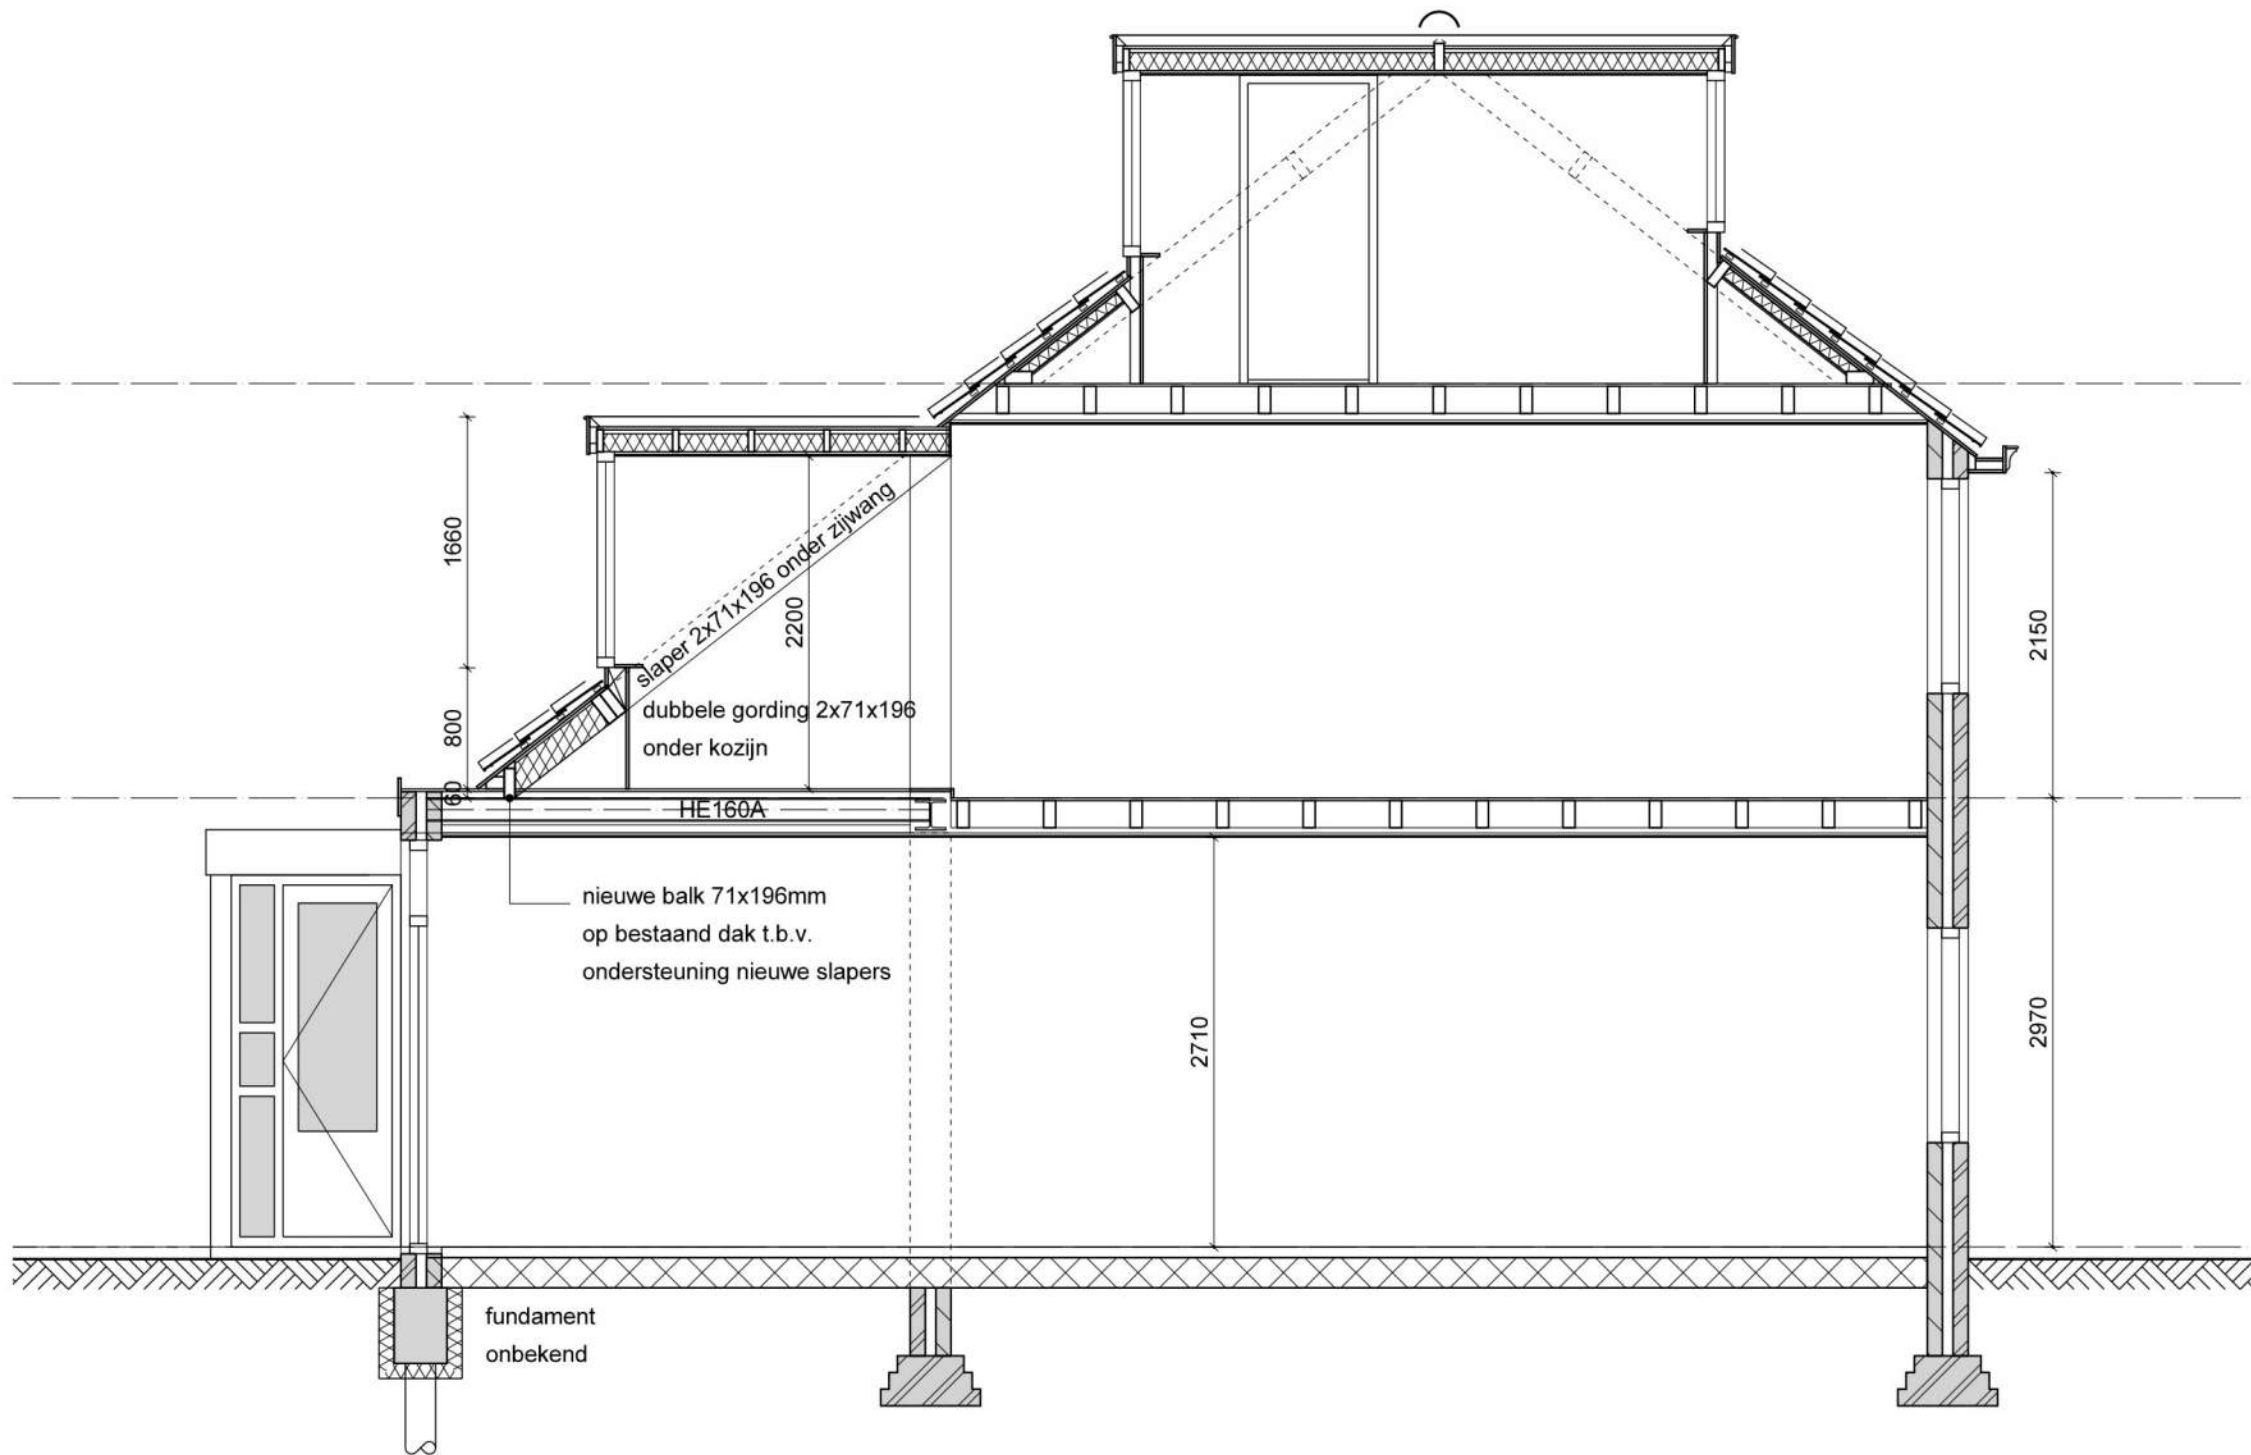 1660
800
60
slaper 2x71x196 onder zijwang
2200
dubbele gording 2x71x196
onder kozijn
HE160A
2150
nieuwe balk 71x196mm
op bestaand dak t.b.v.
ondersteuning nieuwe slapers
2710
2970
fundament
onbekend